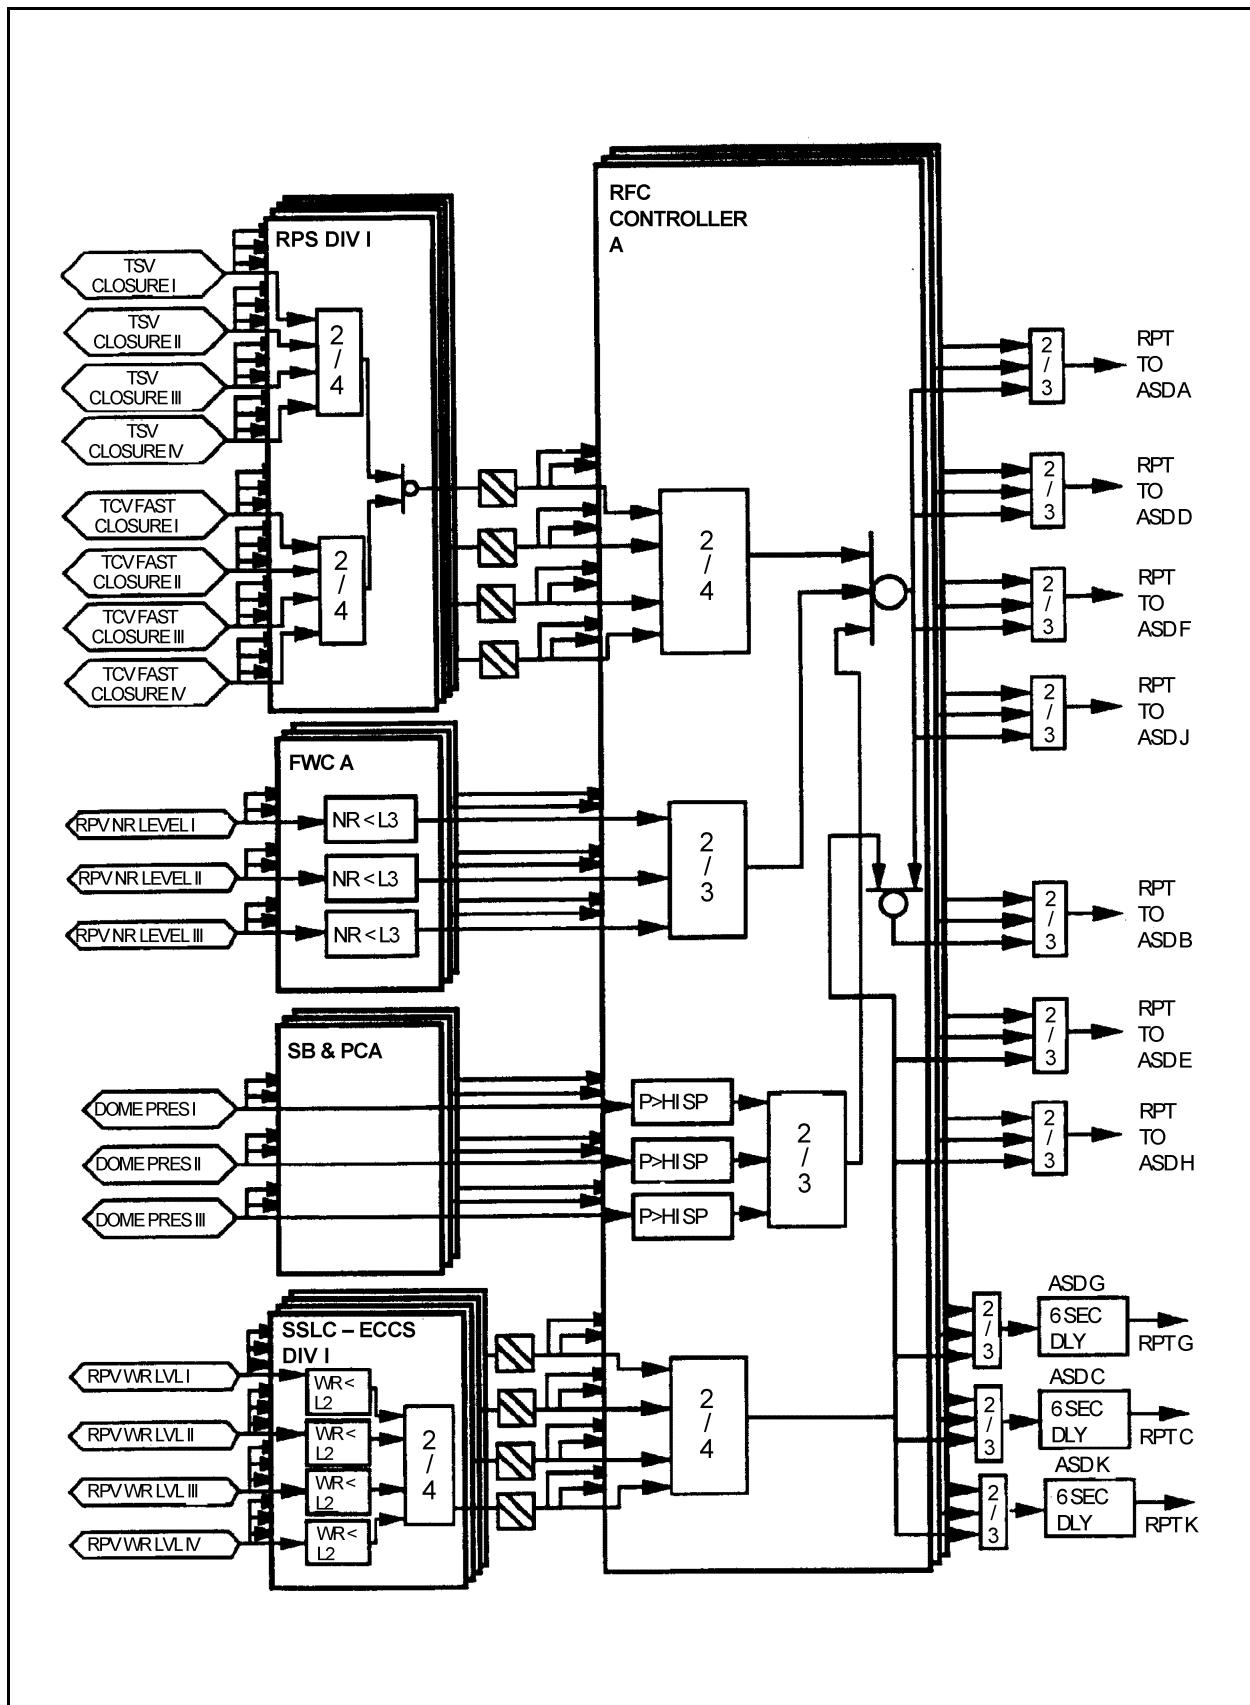 RFC
CONTROLLER
A
RPS DIV I
TSV
CLOSURE I
TSV
CLOSURE II
TSV
CLOSURE III
TSV
CLOSURE IV
2
/
4
TCV FAST
CLOSURE I
TCV FAST
CLOSURE II
TCV FAST
CLOSURE III
TCV FAST
CLOSURE IV
2
/
4
2
/
4
FWC A
RPV NR LEVEL I
RPV NR LEVEL II
RPV NR LEVEL III
NR < L3
NR < L3
NR < L3
2
/
3
SB & PCA
DOME PRES I
DOME PRES II
DOME PRES III
P>HI SP
P>HI SP
P>HI SP
2
/
3
SSLC – ECCS
DIV I
RPV WR LVL I
RPV WR LVL II
RPV WR LVL III
RPV WR LVL IV
WR <
L2
WR <
L2
WR <
L2
WR <
L2
2
/
4
2
/
4
2
/
3
RPT
TO
ASD A
2
/
3
RPT
TO
ASD D
2
/
3
RPT
TO
ASD F
2
/
3
RPT
TO
ASD J
2
/
3
RPT
TO
ASD B
2
/
3
RPT
TO
ASD E
2
/
3
RPT
TO
ASD H
2
/
3
ASD G
6 SEC
DLY
RPT G
2
/
3
ASD C
6 SEC
DLY
RPT C
2
/
3
ASD K
6 SEC
DLY
RPT K